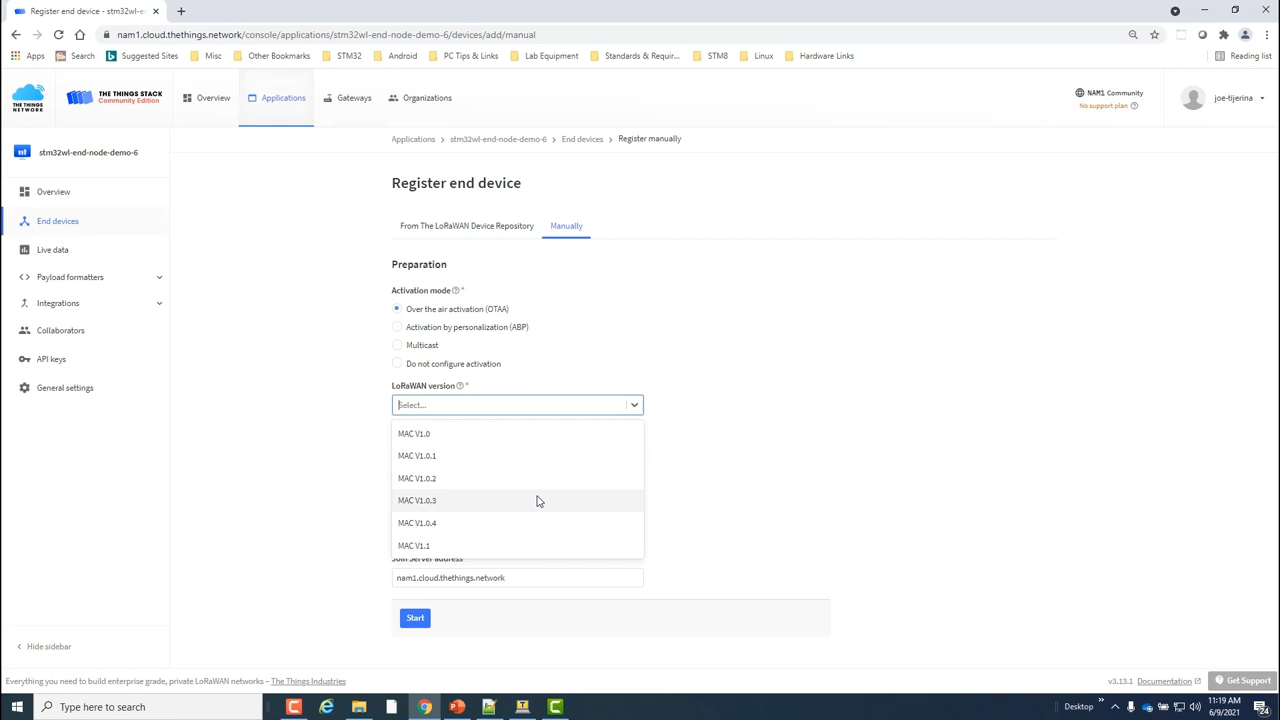 Register end device - stm32wl-en
nam1.cloud.thethings.network/console/applications/stm32wl-end-node-demo-6/devices/add/manual
Apps Search Suggested Sites Misc Other Bookmarks STM32 Android PC Tips & Links Lab Equipment Standards & Requir... STM8 Linux Hardware Links Reading list
THE THINGS NETWORK
THE THINGS STACK
Community Edition
Overview Applications Gateways Organizations
NAM1 Community
No support plan
joe-tijerina
stm32wl-end-node-demo-6
Applications > stm32wl-end-node-demo-6 > End devices > Register manually
Overview
End devices
Live data
Payload formatters
Integrations
Collaborators
API keys
General settings
Hide sidebar
Register end device
From The LoRaWAN Device Repository Manually
Preparation
Activation mode *
Over the air activation (OTAA)
Activation by personalization (ABP)
Multicast
Do not configure activation
LoRaWAN version *
Select...
MAC V1.0
MAC V1.0.1
MAC V1.0.2
MAC V1.0.3
MAC V1.0.4
MAC V1.1
Join Server address
nam1.cloud.thethings.network
Start
Everything you need to build enterprise grade, private LoRaWAN networks - The Things Industries
v3.13.1 Documentation Get Support
Type here to search
Desktop
11:19 AM
6/9/2021
24